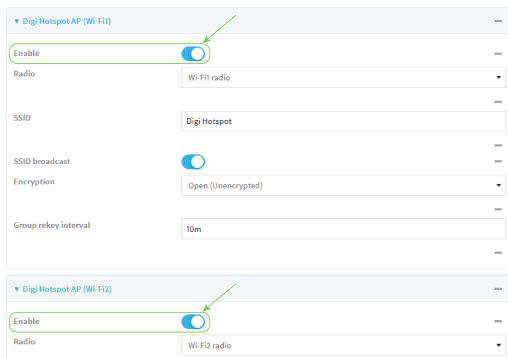 Digi Hotspot AP (Wi-Fi1)
Enable
Radio Wi-Fi1 radio
SSID Digi Hotspot
SSID broadcast
Encryption Open (Unencrypted)
Group rekey interval 10m
Digi Hotspot AP (Wi-Fi2)
Enable
Radio Wi-Fi2 radio